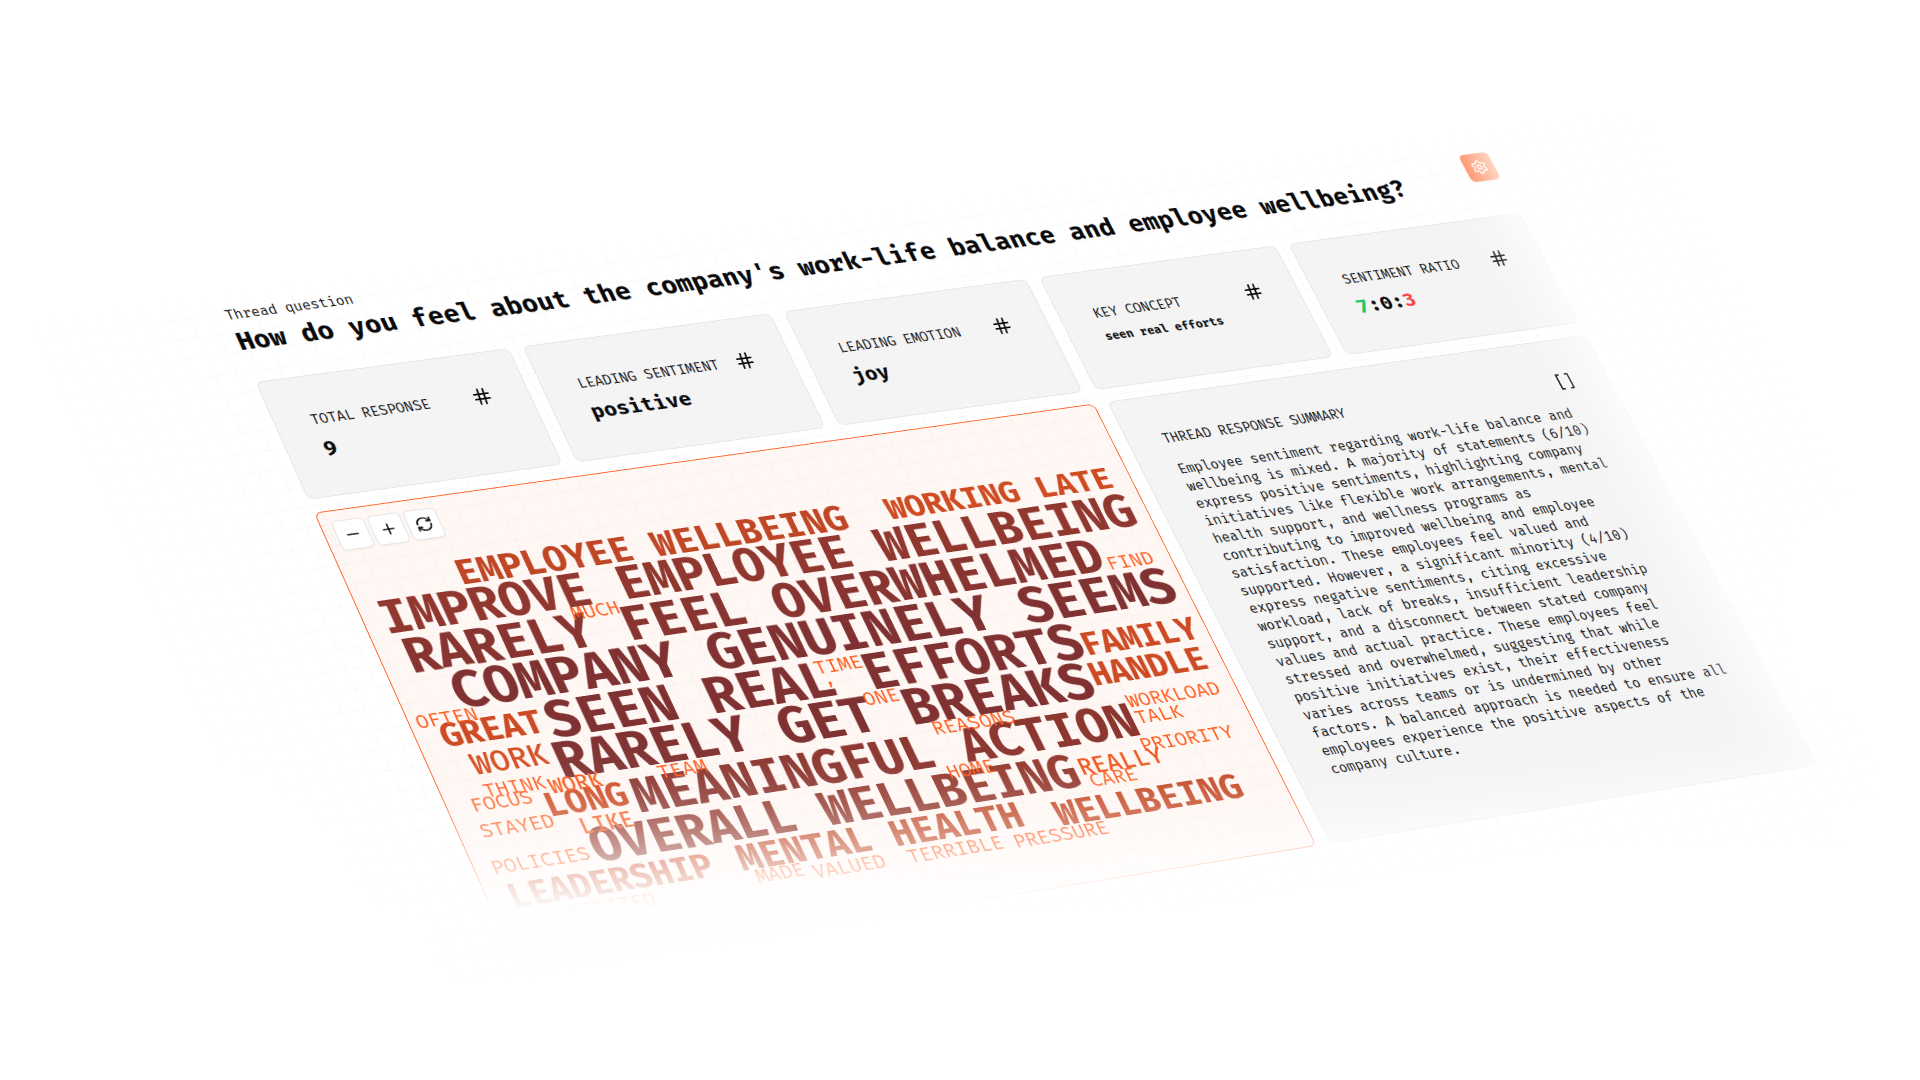 Thread question
How do you feel about the company's work-life balance and employee wellbeing?
TOTAL RESPONSE
9
LEADING SENTIMENT
positive
LEADING EMOTION
joy
KEY CONCEPT
seen real efforts
SENTIMENT RATIO
7:0:3
EMPLOYEE WELLBEING
WORKING LATE
IMPROVE EMPLOYEE WELLBEING
MUCH
RARELY FEEL OVERWHELMED
FIND
COMPANY GENUINELY SEEMS
TIME
,
SEEN REAL EFFORTS
FAMILY
OFTEN
GREAT
ONE
HANDLE
WORK
RARELY GET BREAKS
REASONS
WORKLOAD
TALK
THINK
WORK
TEAM
MEANINGFUL ACTION
PRIORITY
FOCUS
LONG
HOME
REALLY
CARE
STAYED
LIKE
OVERALL WELLBEING
POLICIES
MENTAL HEALTH
WELLBEING
LEADERSHIP
MADE
VALUED
TERRIBLE
PRESSURE
THREAD RESPONSE SUMMARY
[]
Employee sentiment regarding work-life balance and
wellbeing is mixed. A majority of statements (6/10)
express positive sentiments, highlighting company
initiatives like flexible work arrangements, mental
health support, and wellness programs as
contributing to improved wellbeing and employee
satisfaction. These employees feel valued and
supported. However, a significant minority (4/10)
express negative sentiments, citing excessive
workload, lack of breaks, insufficient leadership
support, and a disconnect between stated company
values and actual practice. These employees feel
stressed and overwhelmed, suggesting that while
positive initiatives exist, their effectiveness
varies across teams or is undermined by other
factors. A balanced approach is needed to ensure all
employees experience the positive aspects of the
company culture.